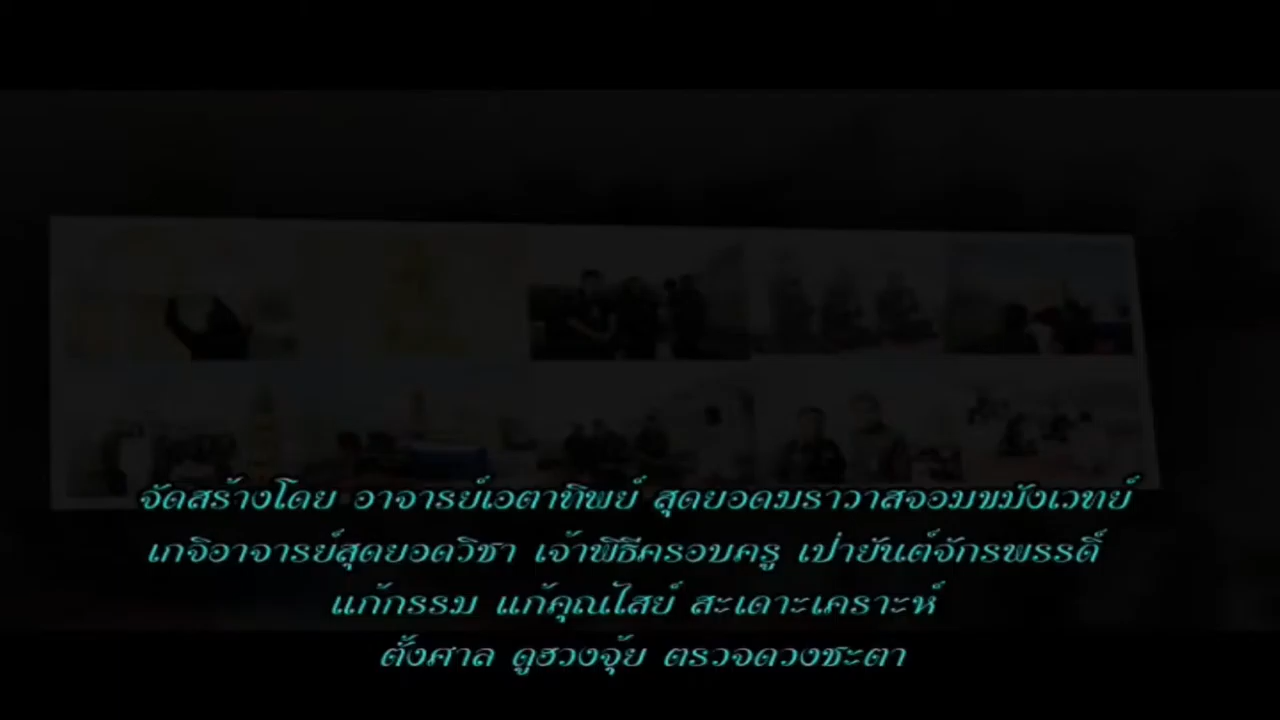 จัดสร้างโดย อาจารย์เอตาทิพย์ สุดยอดฆราวาสจอมขมังเวทย์
เกจิอาจารย์สุดยอดวิชา เจ้าพิธีครอบครู เป่ายันต์จักรพรรดิ์
แก้กรรม แก้คุณไสย์ สะเดาะเคราะห์
ตั้งศาล ดูฮวงจุ้ย ตรวจดวงชะตา